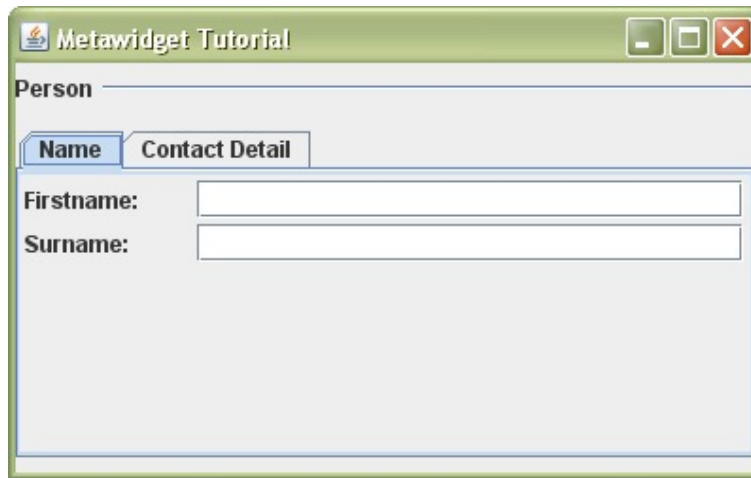 Metawidget Tutorial
Person
Name Contact Detail
Firstname:
Surname: